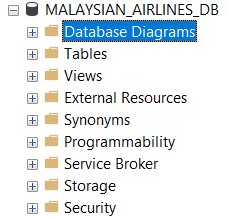 MALAYSIAN_AIRLINES_DB
Database Diagrams
Tables
Views
External Resources
Synonyms
Programmability
Service Broker
Storage
Security